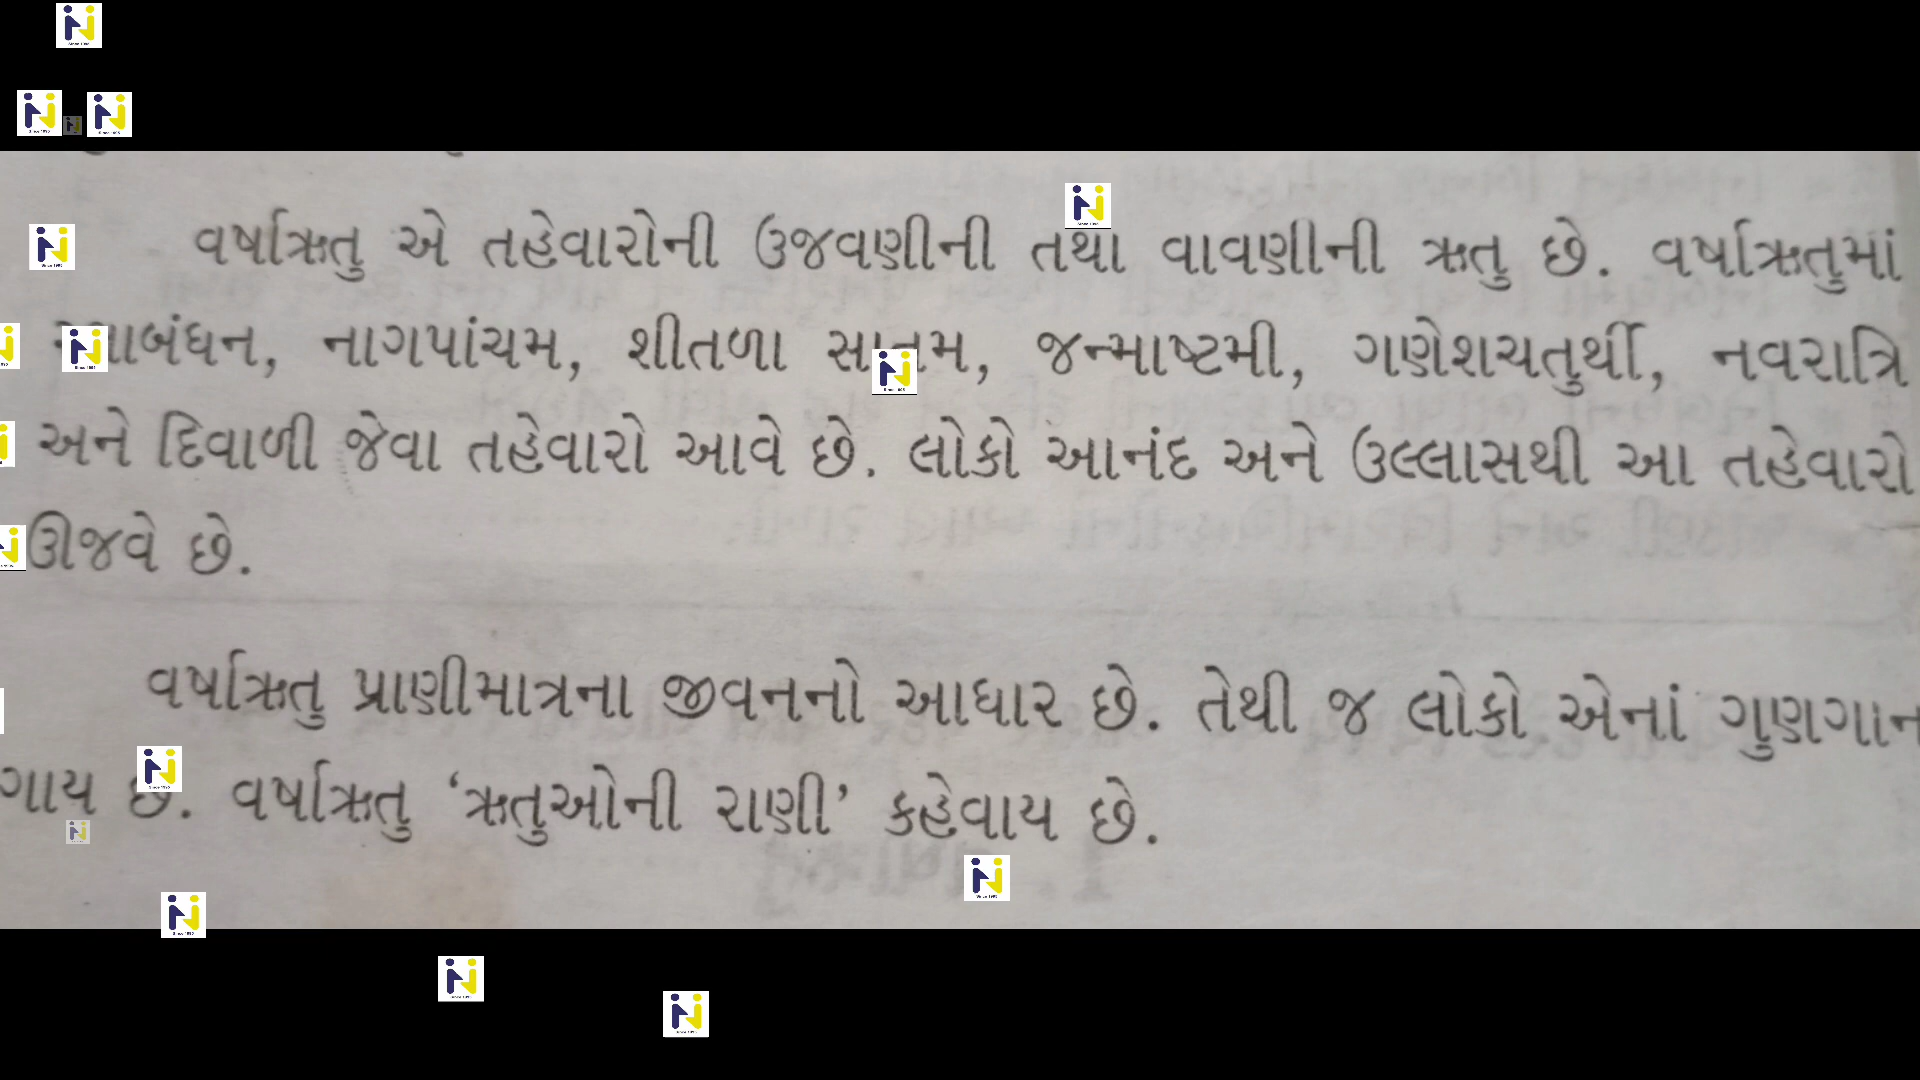 વર્ષાઋતુ એ તહેવારોની ઉજવણીની તથા વાવણીની ઋતુ છે. વર્ષાઋતુમાં
નાગપાંચમ, શીતળા સાતમ, જન્માષ્ટમી, ગણેશચતુર્થી, નવરાત્રિ
અને દિવાળી જેવા તહેવારો આવે છે. લોકો આનંદ અને ઉલ્લાસથી આ તહેવારો
ઊજવે છે.
વર્ષાઋતુ પ્રાણીમાત્રના જીવનનો આધાર છે. તેથી જ લોકો એનાં ગુણગાન
ગાય છે. વર્ષાઋતુ ‘ઋતુઓની રાણી’ કહેવાય છે.